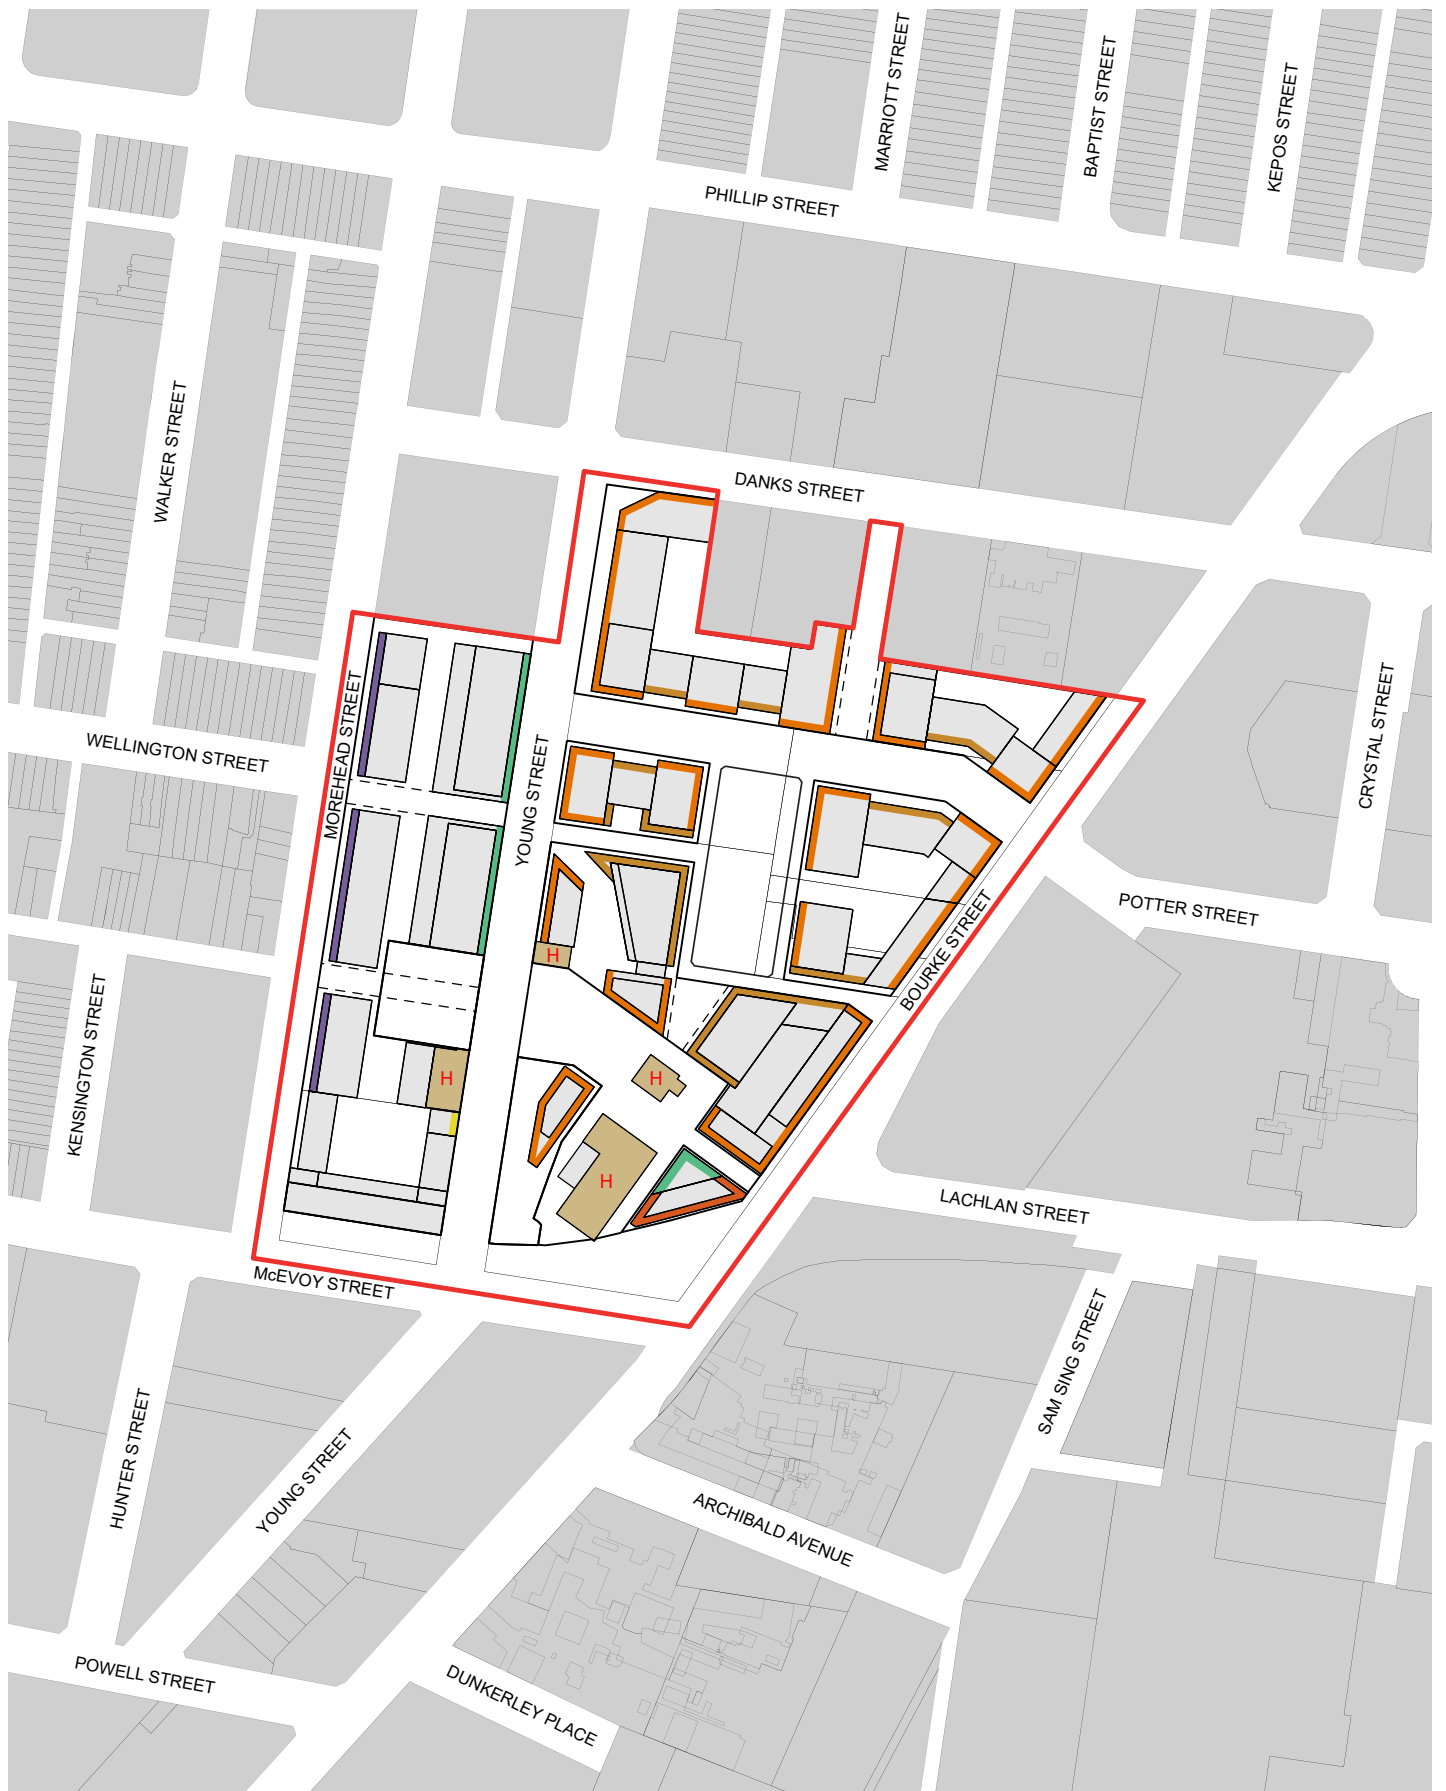 MARRIOTT STREET
BAPTIST STREET
KEPOS STREET
PHILLIP STREET
WALKER STREET
DANKS STREET
WELLINGTON STREET
MOREHEAD STREET
YOUNG STREET
CRYSTAL STREET
POTTER STREET
BOURKE STREET
H
KENSINGTON STREET
H
H
H
LACHLAN STREET
McEVOY STREET
SAM SING STREET
HUNTER STREET
YOUNG STREET
ARCHIBALD AVENUE
POWELL STREET
DUNKERLEY PLACE